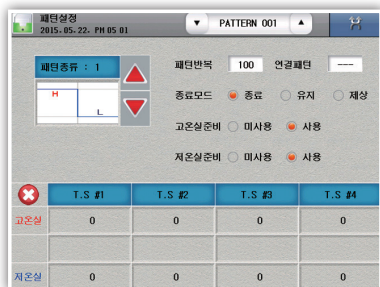 패턴설정
2015. 05. 22. PM 05 01
▼ PATTERN 001 ▲
패턴종류 : 1
H
L
패턴반복 100 연결패턴 ---
종료모드 종료 유지 제상
고온실준비 미사용 사용
저온실준비 미사용 사용
T.S #1 T.S #2 T.S #3 T.S #4
고온실 0 0 0 0
저온실 0 0 0 0